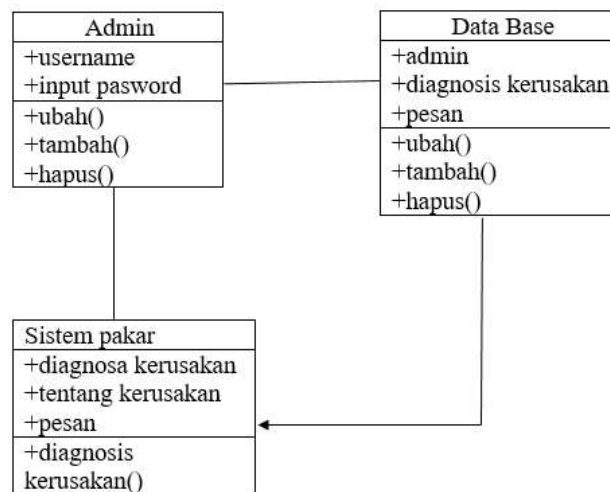 Admin
+username
+input pasword
+ubah()
+tambah()
+hapus()
Data Base
+admin
+diagnosis kerusakan
+pesan
+ubah()
+tambah()
+hapus()
Sistem pakar
+diagnosa kerusakan
+tentang kerusakan
+pesan
+diagnosis
kerusakan()